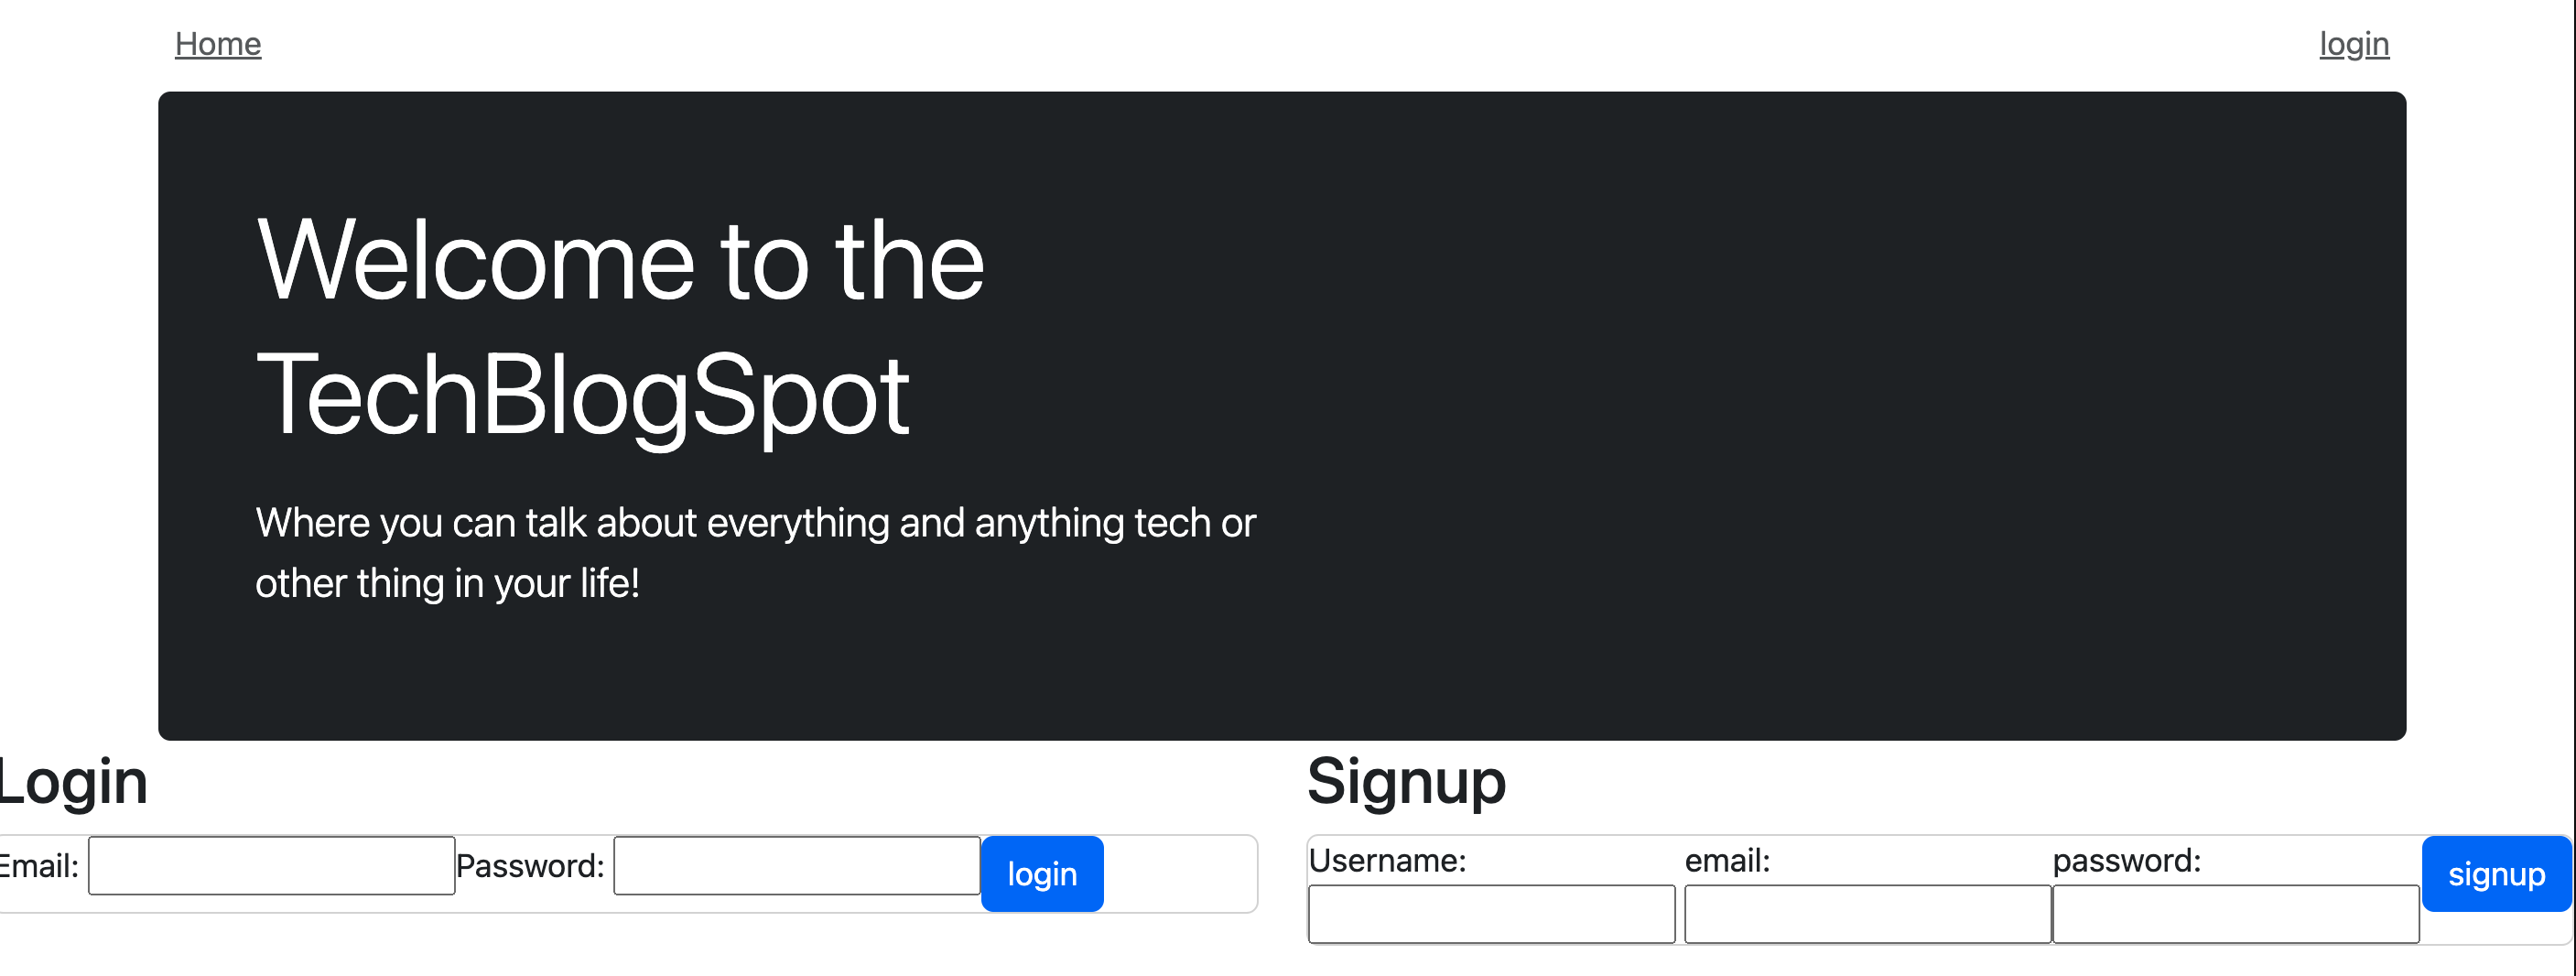 Home
login
Welcome to the
TechBlogSpot
Where you can talk about everything and anything tech or
other thing in your life!
Login
Signup
Email:
Password:
login
Username:
email:
password:
signup